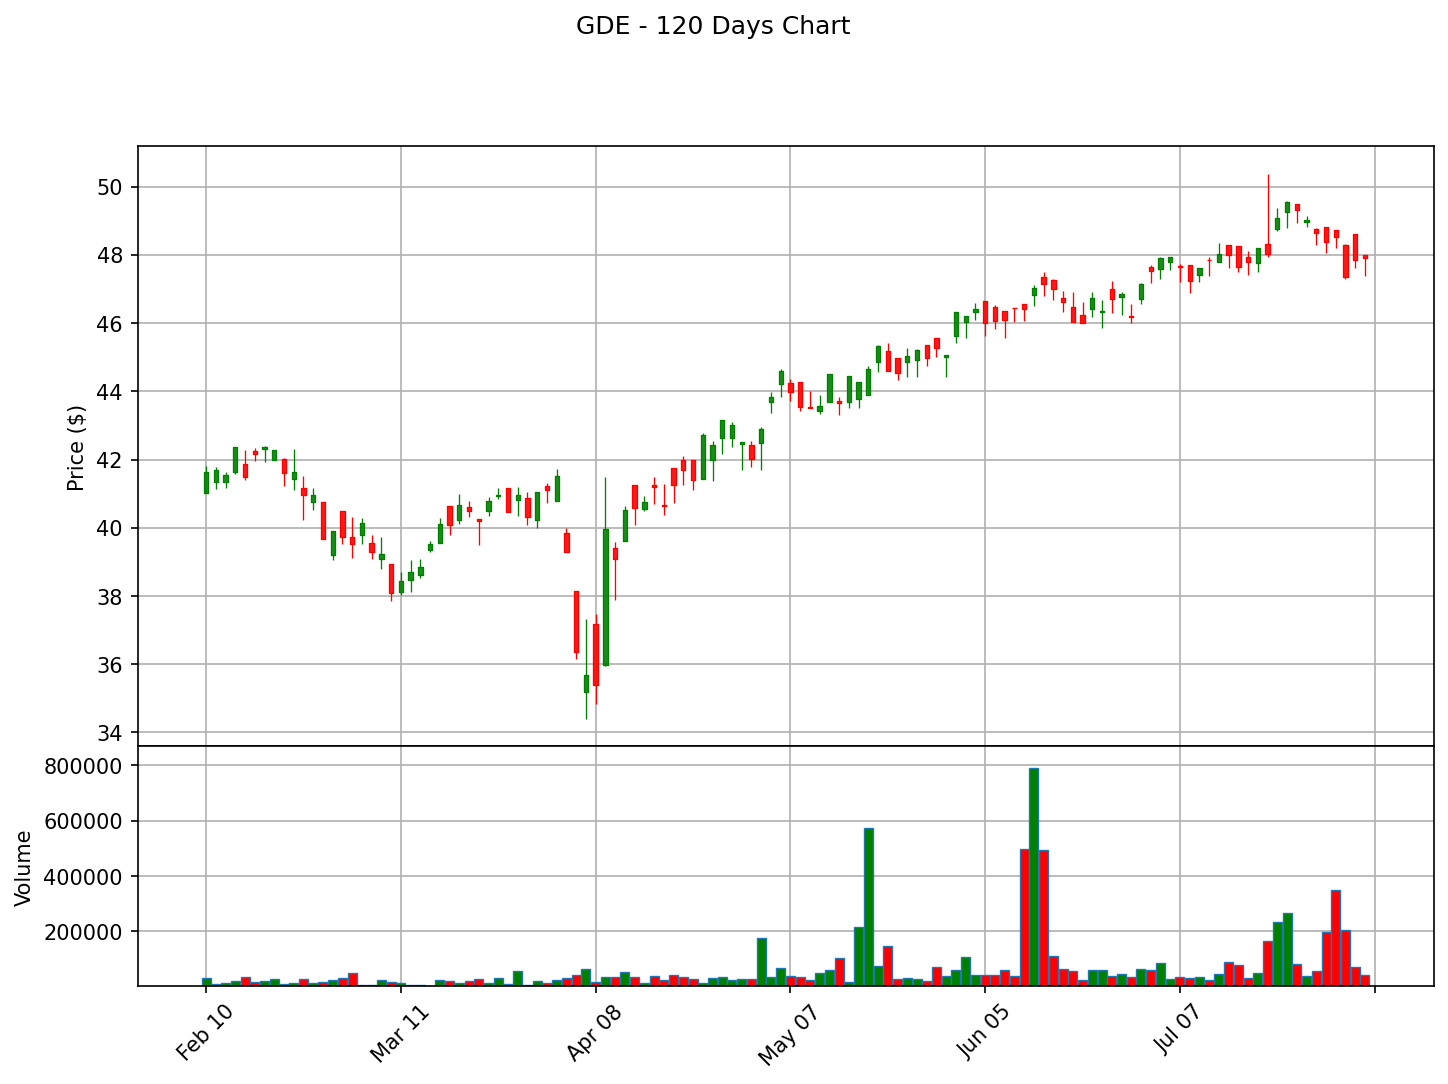 GDE - 120 Days Chart
Price ($)
50
48
46
44
42
40
38
36
34
Volume
800000
600000
400000
200000
Feb 10
Mar 11
Apr 08
May 07
Jun 05
Jul 07